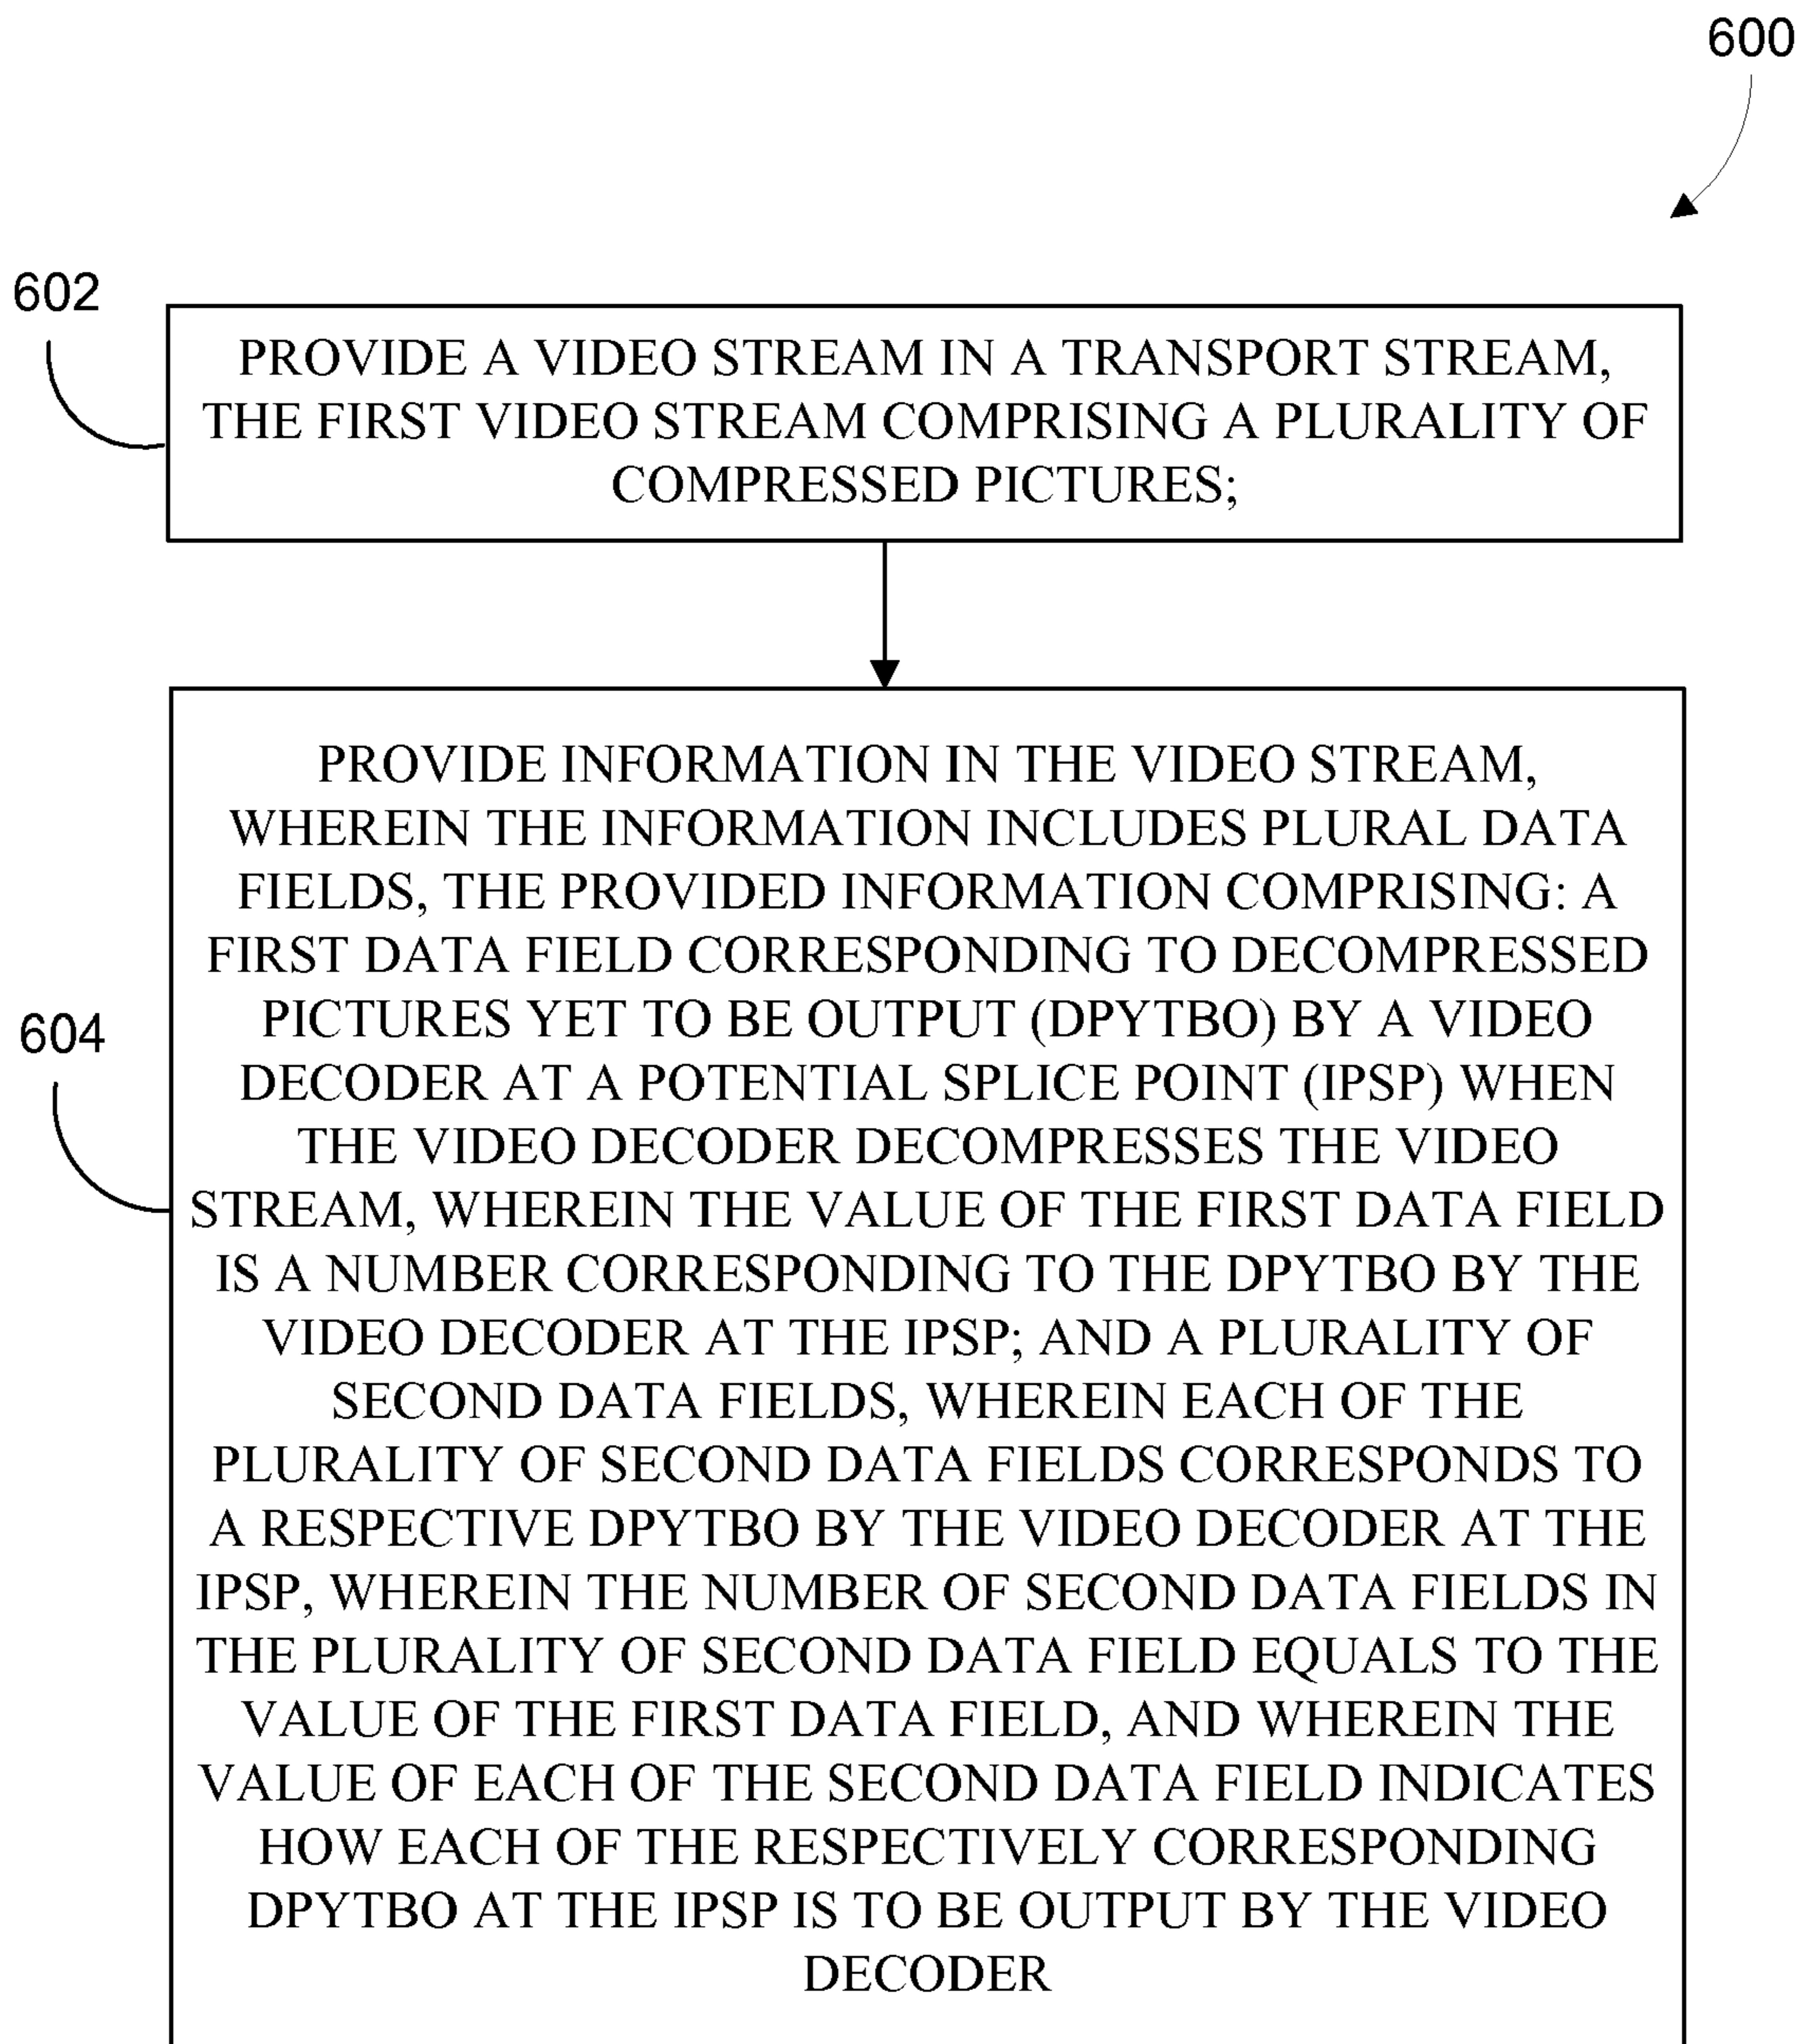 600
602
PROVIDE A VIDEO STREAM IN A TRANSPORT STREAM,
THE FIRST VIDEO STREAM COMPRISING A PLURALITY OF
COMPRESSED PICTURES;
604
PROVIDE INFORMATION IN THE VIDEO STREAM,
WHEREIN THE INFORMATION INCLUDES PLURAL DATA
FIELDS, THE PROVIDED INFORMATION COMPRISING: A
FIRST DATA FIELD CORRESPONDING TO DECOMPRESSED
PICTURES YET TO BE OUTPUT (DPYTBO) BY A VIDEO
DECODER AT A POTENTIAL SPLICE POINT (IPSP) WHEN
THE VIDEO DECODER DECOMPRESSES THE VIDEO
STREAM, WHEREIN THE VALUE OF THE FIRST DATA FIELD
IS A NUMBER CORRESPONDING TO THE DPYTBO BY THE
VIDEO DECODER AT THE IPSP; AND A PLURALITY OF
SECOND DATA FIELDS, WHEREIN EACH OF THE
PLURALITY OF SECOND DATA FIELDS CORRESPONDS TO
A RESPECTIVE DPYTBO BY THE VIDEO DECODER AT THE
IPSP, WHEREIN THE NUMBER OF SECOND DATA FIELDS IN
THE PLURALITY OF SECOND DATA FIELD EQUALS TO THE
VALUE OF THE FIRST DATA FIELD, AND WHEREIN THE
VALUE OF EACH OF THE SECOND DATA FIELD INDICATES
HOW EACH OF THE RESPECTIVELY CORRESPONDING
DPYTBO AT THE IPSP IS TO BE OUTPUT BY THE VIDEO
DECODER